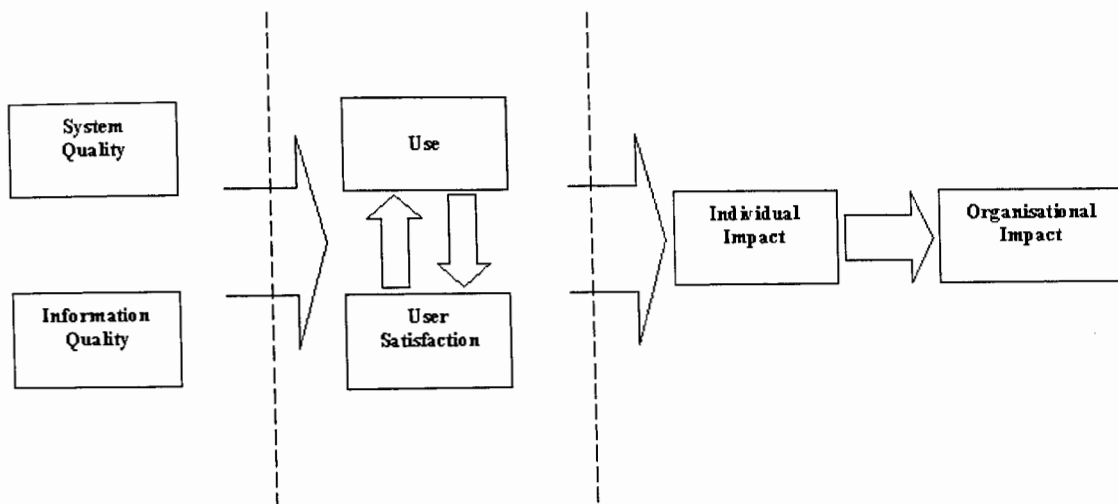 System
Quality
Information
Quality
Use
User
Satisfaction
Individual
Impact
Organisational
Impact